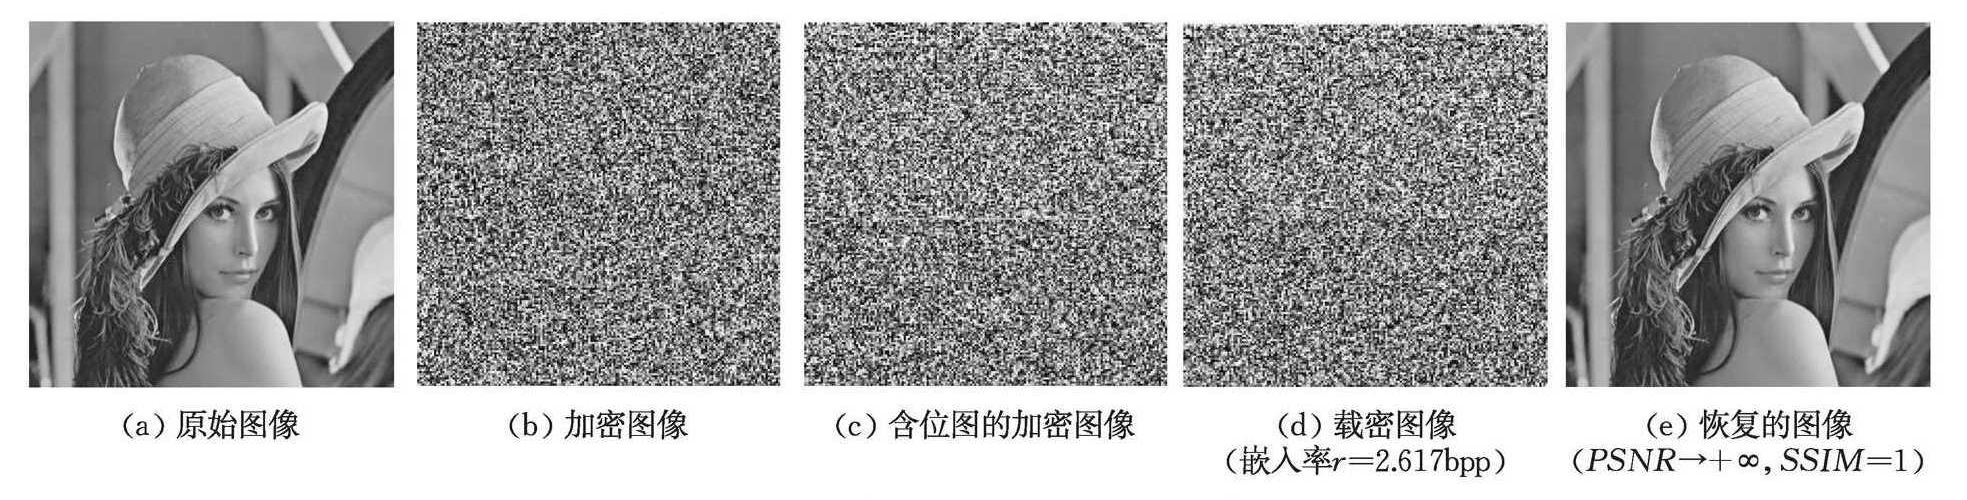 (a) 原始图像
(b) 加密图像
(c) 含位图的加密图像
(d) 载密图像
(嵌入率r=2.617bpp)
(e) 恢复的图像
(PSNR→+∞, SSIM=1)